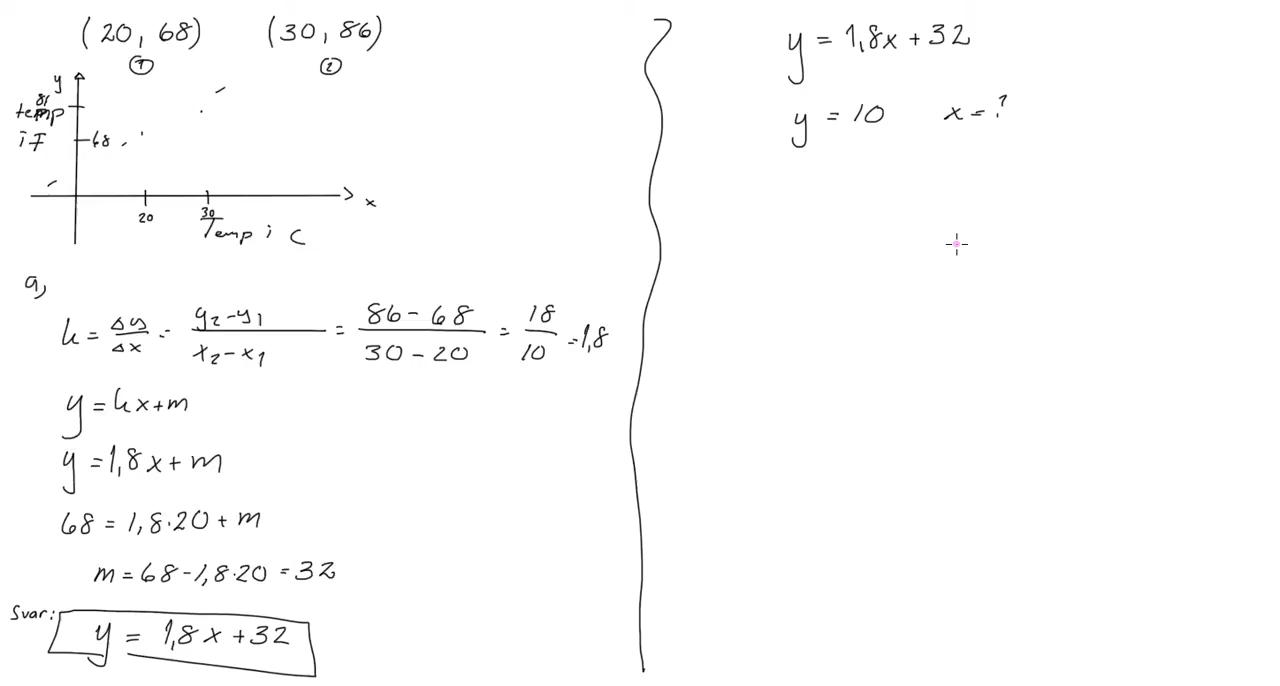 (20, 68) (30, 86)
① ②
y
81
temp
i F
68
20
30
x
Temp i C
a,
k = Δy/Δx = (y₂-y₁)/(x₂-x₁) = (86-68)/(30-20) = 18/10 = 1,8
y = kx+m
y = 1,8x + m
68 = 1,8·20 + m
m = 68 - 1,8·20 = 32
Svar: y = 1,8x + 32
y = 1,8x + 32
y = 10 x = ?